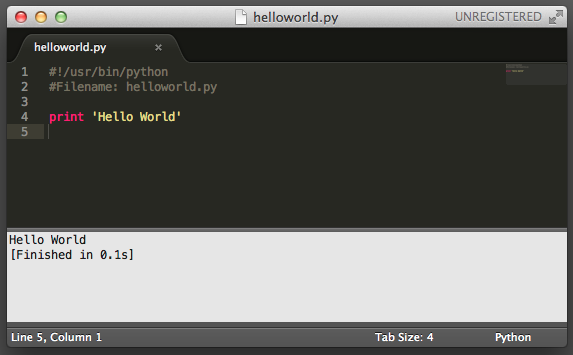 helloworld.py
UNREGISTERED
helloworld.py ×
1 #!/usr/bin/python
2 #Filename: helloworld.py
3
4 print 'Hello World'
5
Hello World
[Finished in 0.1s]
Line 5, Column 1
Tab Size: 4
Python